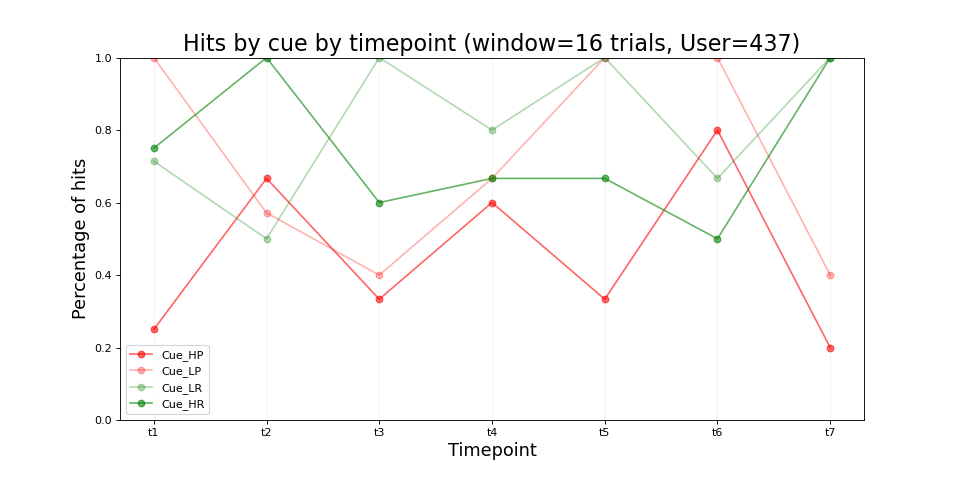 Hits by cue by timepoint (window=16 trials, User=437)
Percentage of hits
1.0
0.8
0.6
0.4
0.2
0.0
Cue_HP
Cue_LP
Cue_LR
Cue_HR
t1 t2 t3 t4 t5 t6 t7
Timepoint